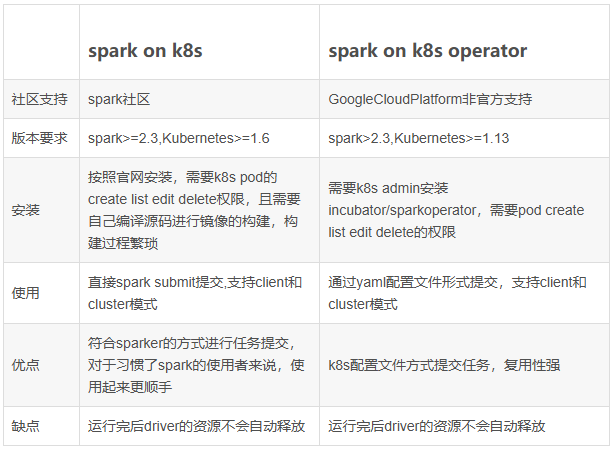 spark on k8s
spark on k8s operator
社区支持
spark社区
GoogleCloudPlatform非官方支持
版本要求
spark>=2.3,Kubernetes>=1.6
spark>2.3,Kubernetes>=1.13
安装
按照官网安装，需要k8s pod的
create list edit delete权限，且需要
自己编译源码进行镜像的构建，构
建过程繁琐
需要k8s admin安装
incubator/sparkoperator，需要pod create
list edit delete的权限
使用
直接spark submit提交,支持client和
cluster模式
通过yaml配置文件形式提交，支持client和
cluster模式
优点
符合sparker的方式进行任务提交，
对于习惯了spark的使用者来说，使
用起来更顺手
k8s配置文件方式提交任务，复用性强
缺点
运行完后driver的资源不会自动释放
运行完后driver的资源不会自动释放